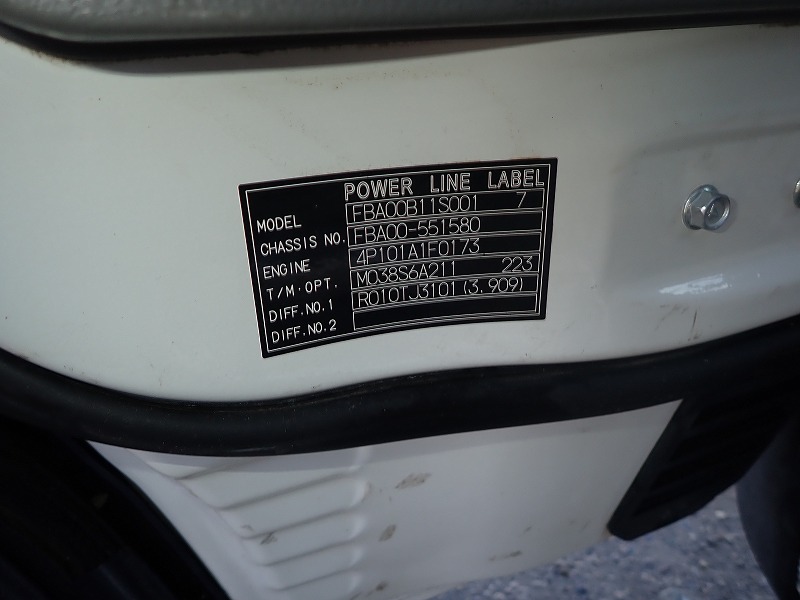 POWER LINE LABEL
MODEL FBA00B11S001 7
CHASSIS NO. FBA00-551580
ENGINE 4P101A1F0173
T/M·OPT. M038S6A211 223
DIFF.NO.1 R010TJ3101(3.909)
DIFF.NO.2